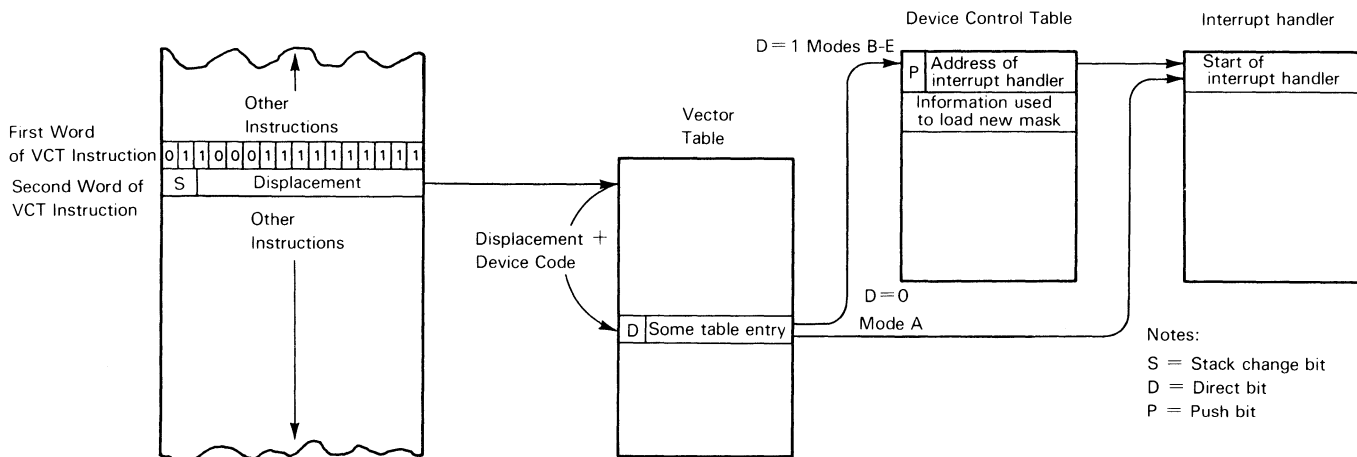 Other
Instructions
First Word
of VCT Instruction
0 1 1 0 0 0 1 1 1 1 1 1 1 1 1 1
Second Word of
VCT Instruction
S Displacement
Other
Instructions
Vector
Table
Displacement +
Device Code
D Some table entry
D=1 Modes B-E
D=0
Mode A
Device Control Table
P Address of
interrupt handler
Information used
to load new mask
Interrupt handler
Start of
interrupt handler
Notes:
S = Stack change bit
D = Direct bit
P = Push bit